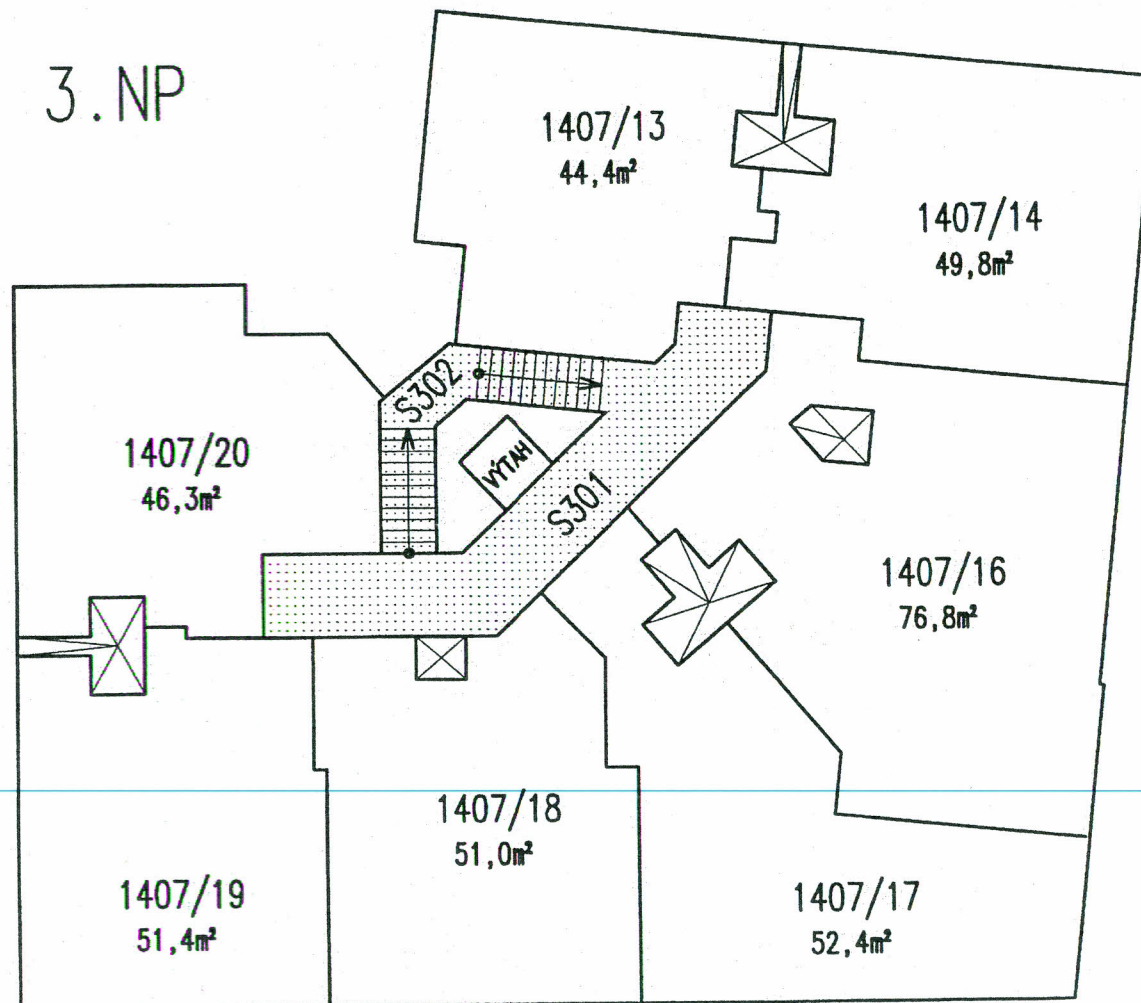 3.NP
1407/13
44,4m²
1407/14
49,8m²
S302
1407/20
46,3m²
VÝTAH
S301
1407/16
76,8m²
1407/18
51,0m²
1407/19
51,4m²
1407/17
52,4m²